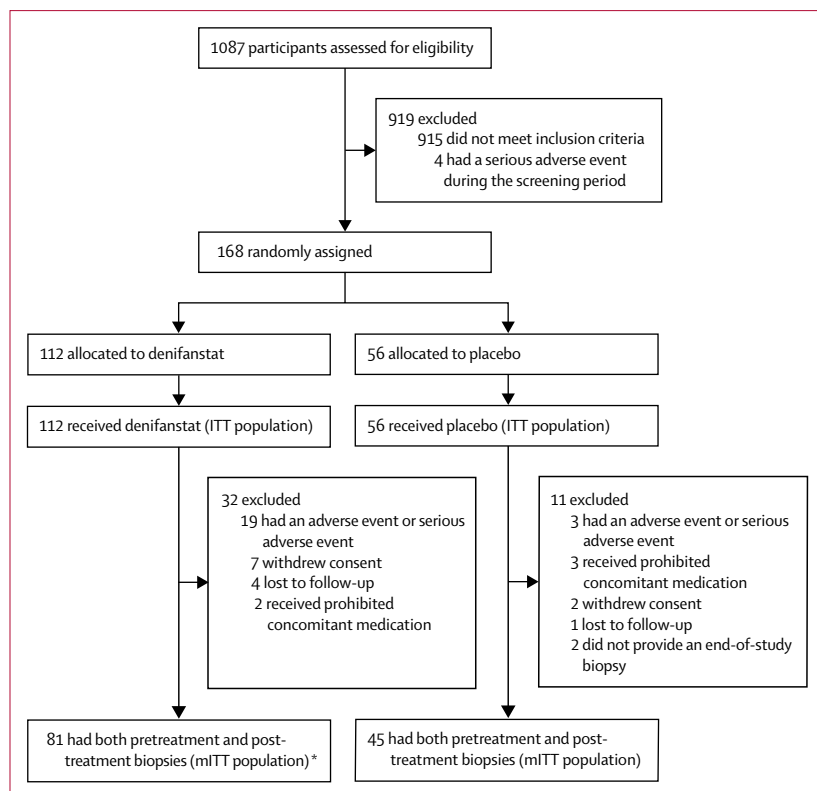 1087 participants assessed for eligibility
919 excluded
915 did not meet inclusion criteria
4 had a serious adverse event
during the screening period
168 randomly assigned
112 allocated to denifanstat
56 allocated to placebo
112 received denifanstat (ITT population)
56 received placebo (ITT population)
32 excluded
19 had an adverse event or serious
adverse event
7 withdrew consent
4 lost to follow-up
2 received prohibited
concomitant medication
11 excluded
3 had an adverse event or serious
adverse event
3 received prohibited
concomitant medication
2 withdrew consent
1 lost to follow-up
2 did not provide an end-of-study
biopsy
81 had both pretreatment and post-
treatment biopsies (mITT population)*
45 had both pretreatment and post-
treatment biopsies (mITT population)